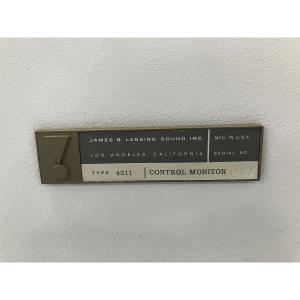 JAMES B. LANSING SOUND, INC. MFG. IN U.S.A.
LOS ANGELES, CALIFORNIA SERIAL NO.
TYPE 4311 CONTROL MONITOR